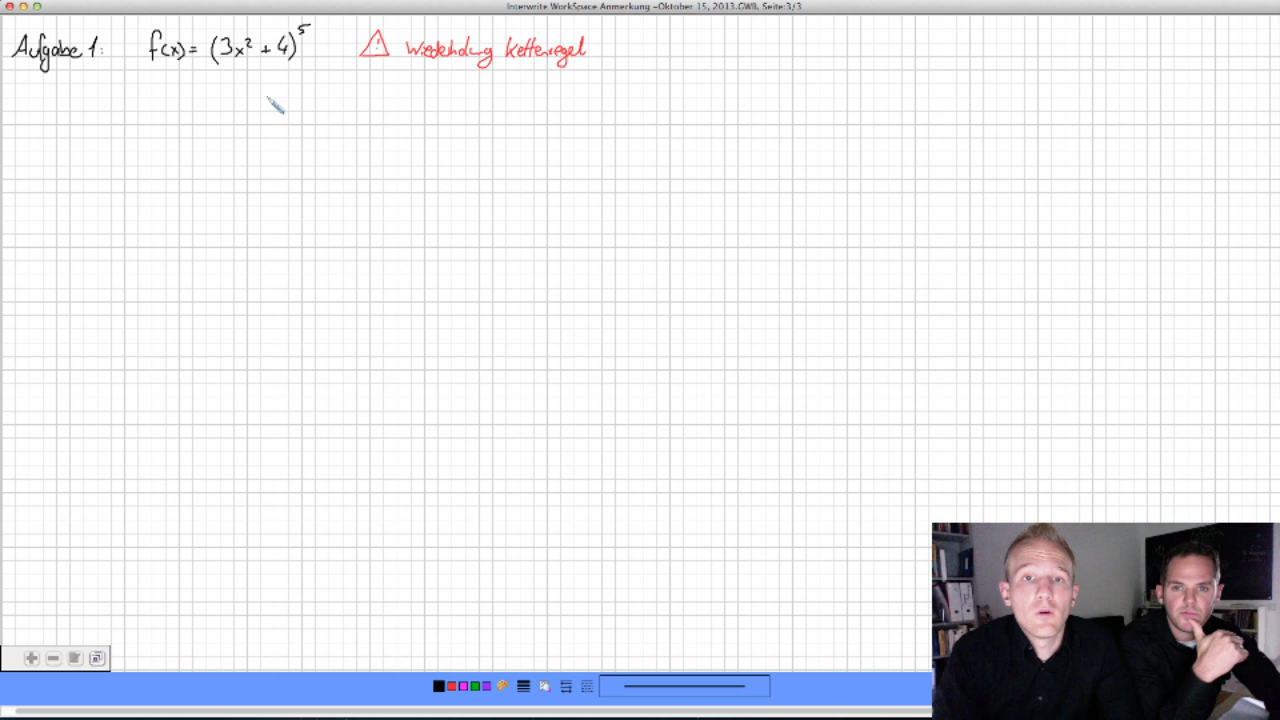 Interwrite WorkSpace Anmerkung -Oktober 15, 2013.GWB, Seite:3/3
Aufgabe 1: f(x) = (3x² + 4)⁵ ! Wiederholung Kettenregel